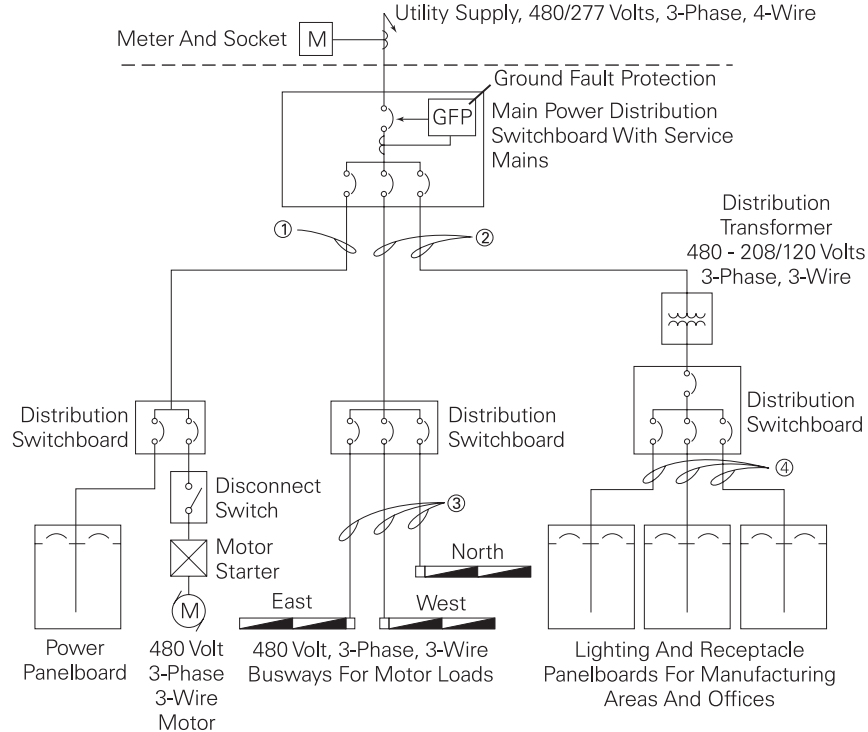 Utility Supply, 480/277 Volts, 3-Phase, 4-Wire
Meter And Socket
M
Ground Fault Protection
GFP
Main Power Distribution
Switchboard With Service
Mains
①
②
Distribution
Transformer
480 - 208/120 Volts
3-Phase, 3-Wire
Distribution
Switchboard
Distribution
Switchboard
Distribution
Switchboard
Disconnect
Switch
③
④
Motor
Starter
M
North
East
West
Power
Panelboard
480 Volt
3-Phase
3-Wire
Motor
480 Volt, 3-Phase, 3-Wire
Busways For Motor Loads
Lighting And Receptacle
Panelboards For Manufacturing
Areas And Offices